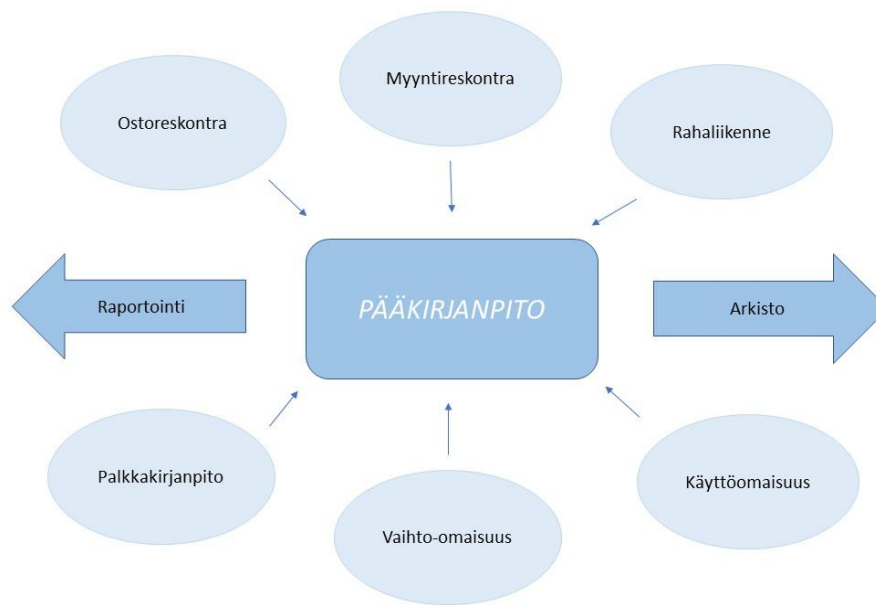 Myyntireskontra
Ostoreskontra
Rahaliikenne
Raportointi
PÄÄKIRJANPITO
Arkisto
Palkkakirjanpito
Vaihto-omaisuus
Käyttöomaisuus